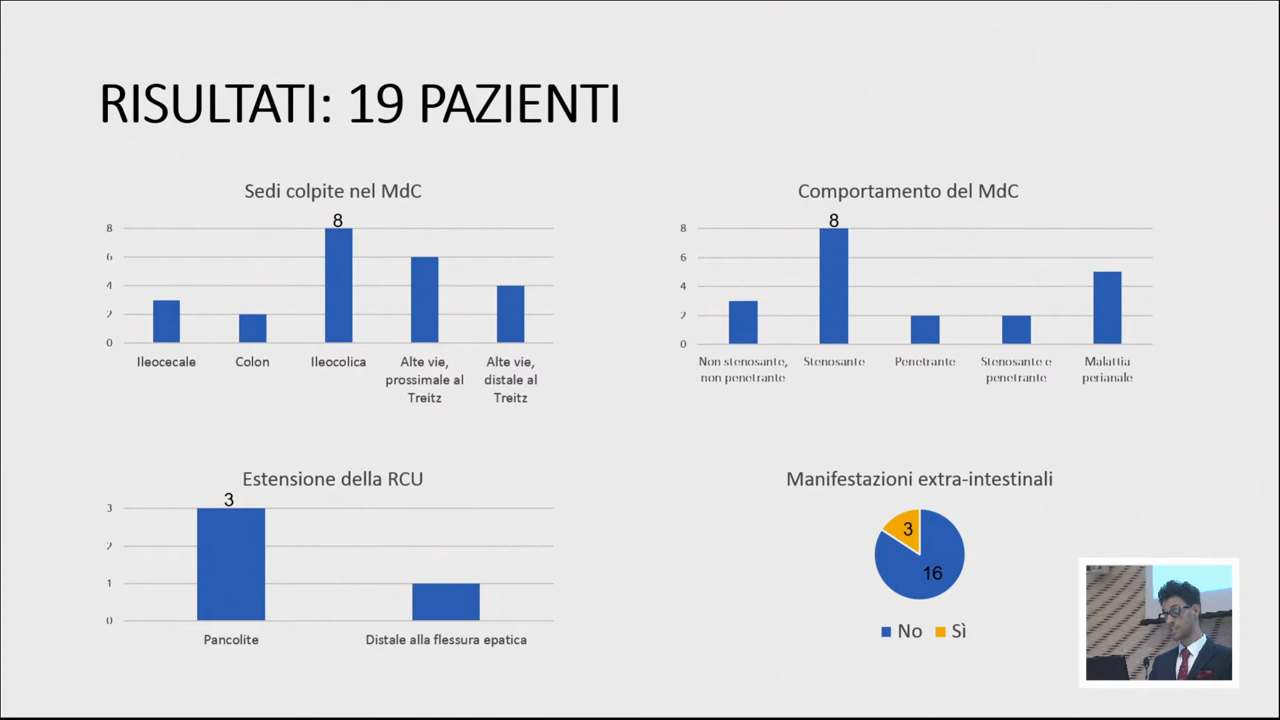 RISULTATI: 19 PAZIENTI
Sedi colpite nel MdC
8
8
6
4
2
0
Ileocecale
Colon
Ileocolica
Alte vie,
prossimale al
Treitz
Alte vie,
distale al
Treitz
Comportamento del MdC
8
8
6
4
2
0
Non stenosante,
non penetrante
Stenosante
Penetrante
Stenosante e
penetrante
Malattia
perianale
Estensione della RCU
3
3
2
1
0
Pancolite
Distale alla flessura epatica
Manifestazioni extra-intestinali
3
16
No Sì